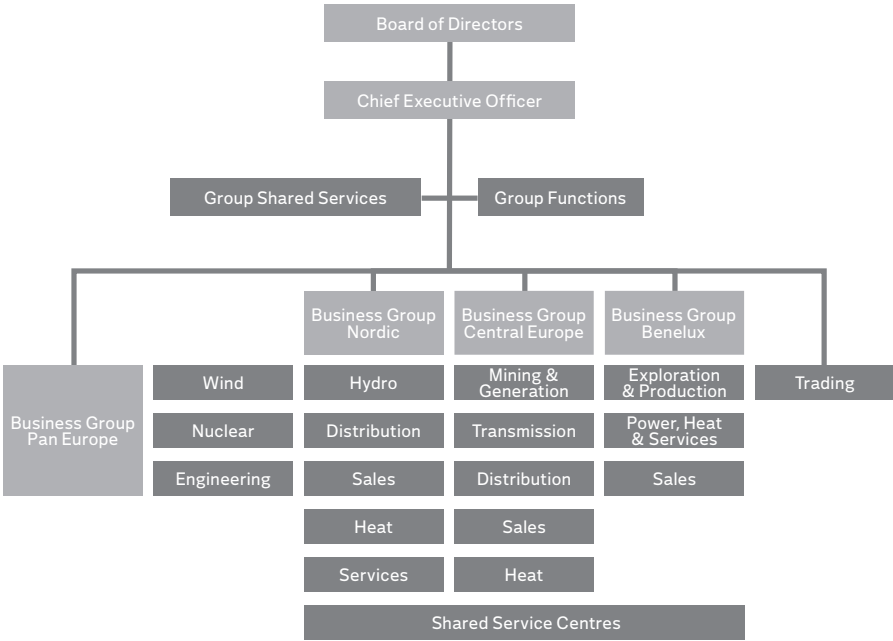 Board of Directors
Chief Executive Officer
Group Shared Services
Group Functions
Business Group
Nordic
Business Group
Central Europe
Business Group
Benelux
Business Group
Pan Europe
Wind
Hydro
Mining &
Generation
Exploration
& Production
Trading
Nuclear
Distribution
Transmission
Power, Heat
& Services
Engineering
Sales
Distribution
Sales
Heat
Sales
Services
Heat
Shared Service Centres